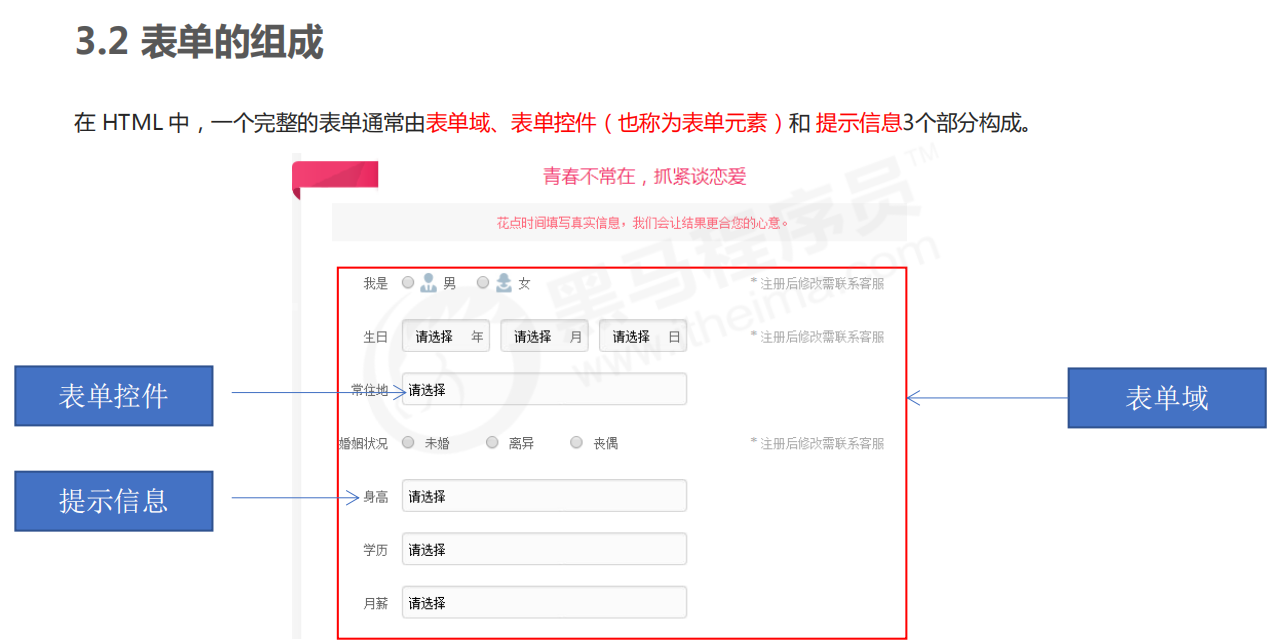 3.2 表单的组成
在 HTML 中，一个完整的表单通常由表单域、表单控件（也称为表单元素）和 提示信息3个部分构成。
青春不常在，抓紧谈恋爱
花点时间填写真实信息，我们会让结果更合您的心意。
我是 男 女 *注册后修改需联系客服
生日 请选择 年 请选择 月 请选择 日 *注册后修改需联系客服
表单控件 常住地 请选择 表单域
婚姻状况 未婚 离异 丧偶 *注册后修改需联系客服
提示信息 身高 请选择
学历 请选择
月薪 请选择
黑马程序员™
www.itheima.com